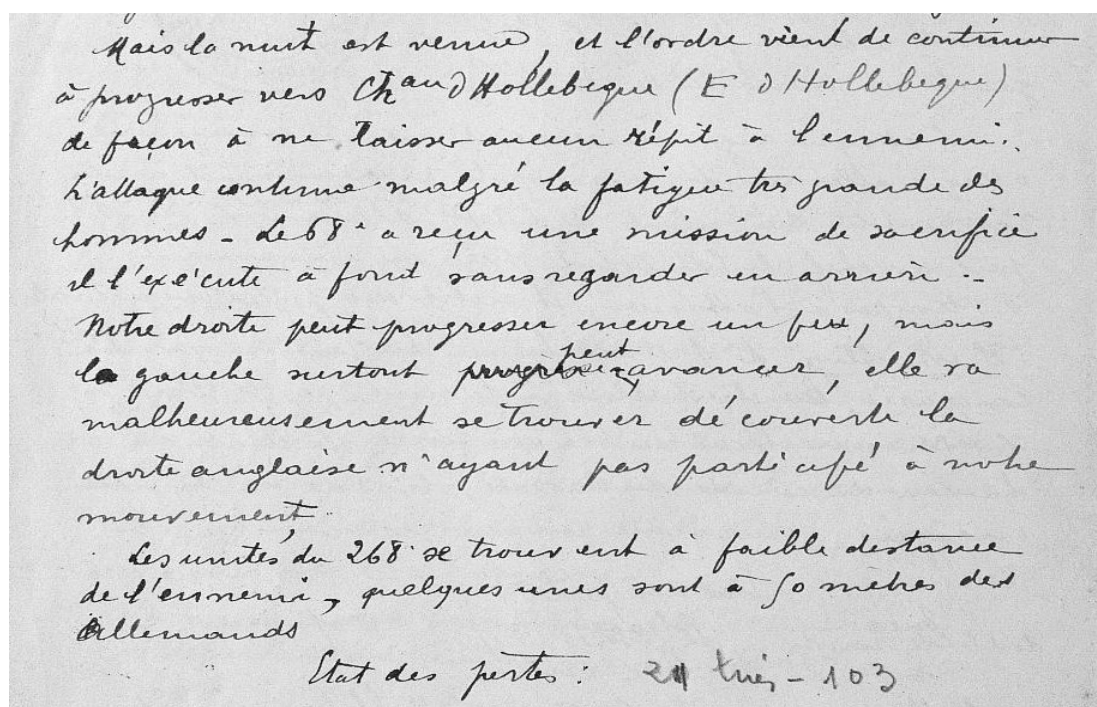 Mais la nuit est venue, et l'ordre vient de continuer
à progresser vers Chau d'Hollebegue (E d'Hollebegue)
de façon à ne laisser aucun répit à l'ennemi.
L'attaque continue malgré la fatigue très grande des
hommes - Le 68e a reçu une mission de sacrifice
il l'exécute à fond sans regarder en arrière -
Notre droite peut progresser encore un peu, mais
la gauche surtout peut avancer, elle va
malheureusement se trouver découverte la
droite anglaise n'ayant pas participé à notre
mouvement.
Les unités du 268e se trouvent à faible distance
de l'ennemi, quelques unes sont à 50 mètres des
Allemands
Etat des pertes : tués - 103